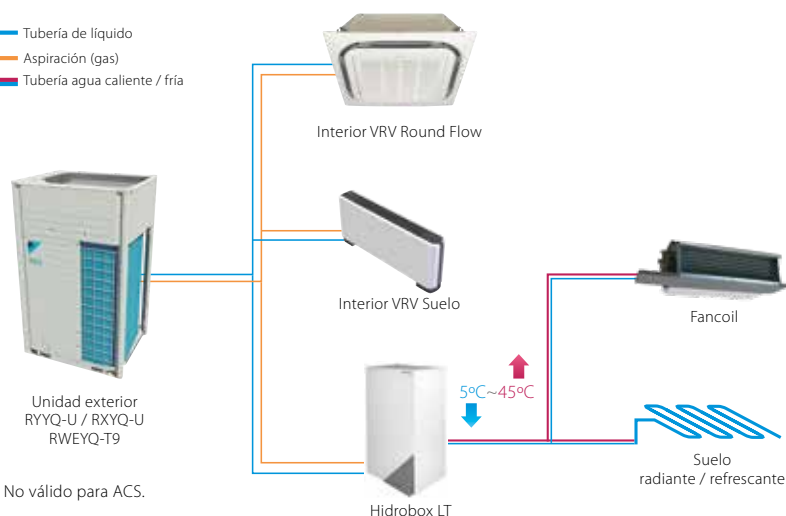 Tubería de líquido
Aspiración (gas)
Tubería agua caliente / fría
Interior VRV Round Flow
Interior VRV Suelo
Fancoil
5ºC~45ºC
Unidad exterior
RYYQ-U / RXYQ-U
RWEYQ-T9
Suelo
radiante / refrescante
No válido para ACS.
Hidrobox LT